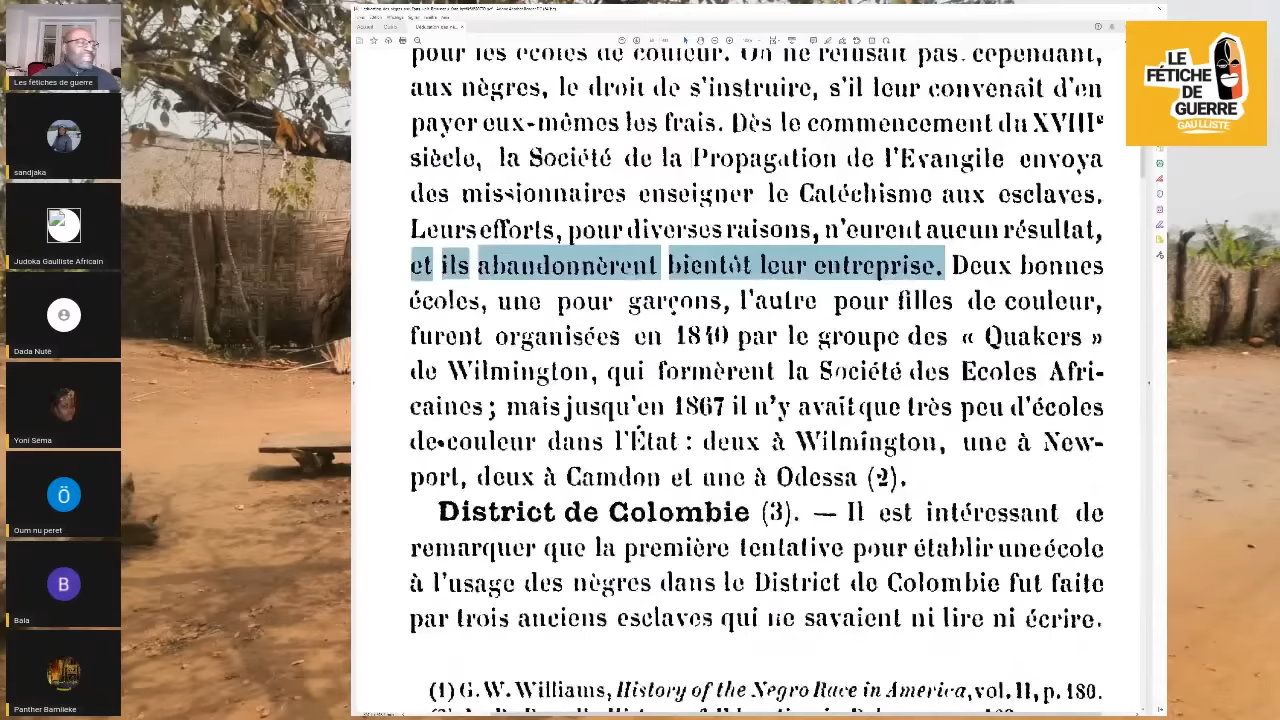 Les fétiches de guerre
sandjaka
Judoka Gaulliste Africain
Dada Nutè
Yoni Séma
Ö
Oum nu peret
B
Bala
Panther Bamileke
Accueil
pour les écoles de couleur. On ne refusait pas cependant,
aux nègres, le droit de s'instruire, s'il leur convenait d'en
payer eux-mêmes les frais. Dès le commencement du XVIIIe
siècle, la Société de la Propagation de l'Evangile envoya
des missionnaires enseigner le Catéchisme aux esclaves.
Leurs efforts, pour diverses raisons, n'eurent aucun résultat,
et ils abandonnèrent bientôt leur entreprise. Deux bonnes
écoles, une pour garçons, l'autre pour filles de couleur,
furent organisées en 1840 par le groupe des « Quakers »
de Wilmington, qui formèrent la Société des Ecoles Afri-
caines ; mais jusqu'en 1867 il n'y avait que très peu d'écoles
de couleur dans l'État : deux à Wilmington, une à New-
port, deux à Camdon et une à Odessa (2).
District de Colombie (3). — Il est intéressant de
remarquer que la première tentative pour établir une école
à l'usage des nègres dans le District de Colombie fut faite
par trois anciens esclaves qui ne savaient ni lire ni écrire.
(1) G. W. Williams, History of the Negro Race in America, vol. II, p. 180.
LE
FÉTICHE
DE
GUERRE
GAULLISTE